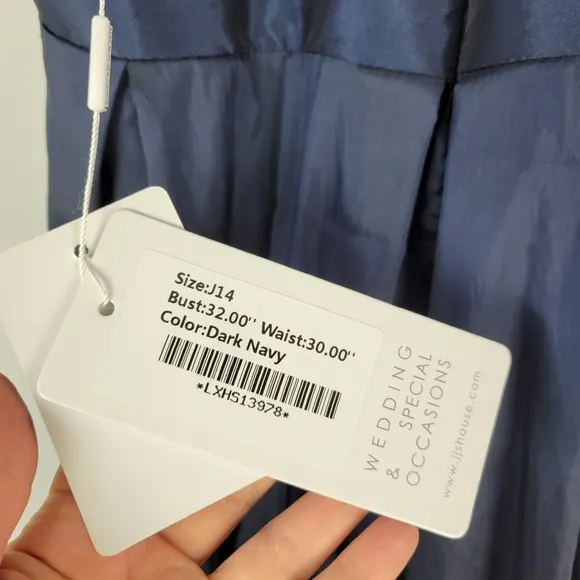 Size:J14
Bust:32.00'' Waist:30.00''
Color:Dark Navy
*LXHS13978*
WEDDING
& SPECIAL
OCCASIONS
www.jjshouse.com